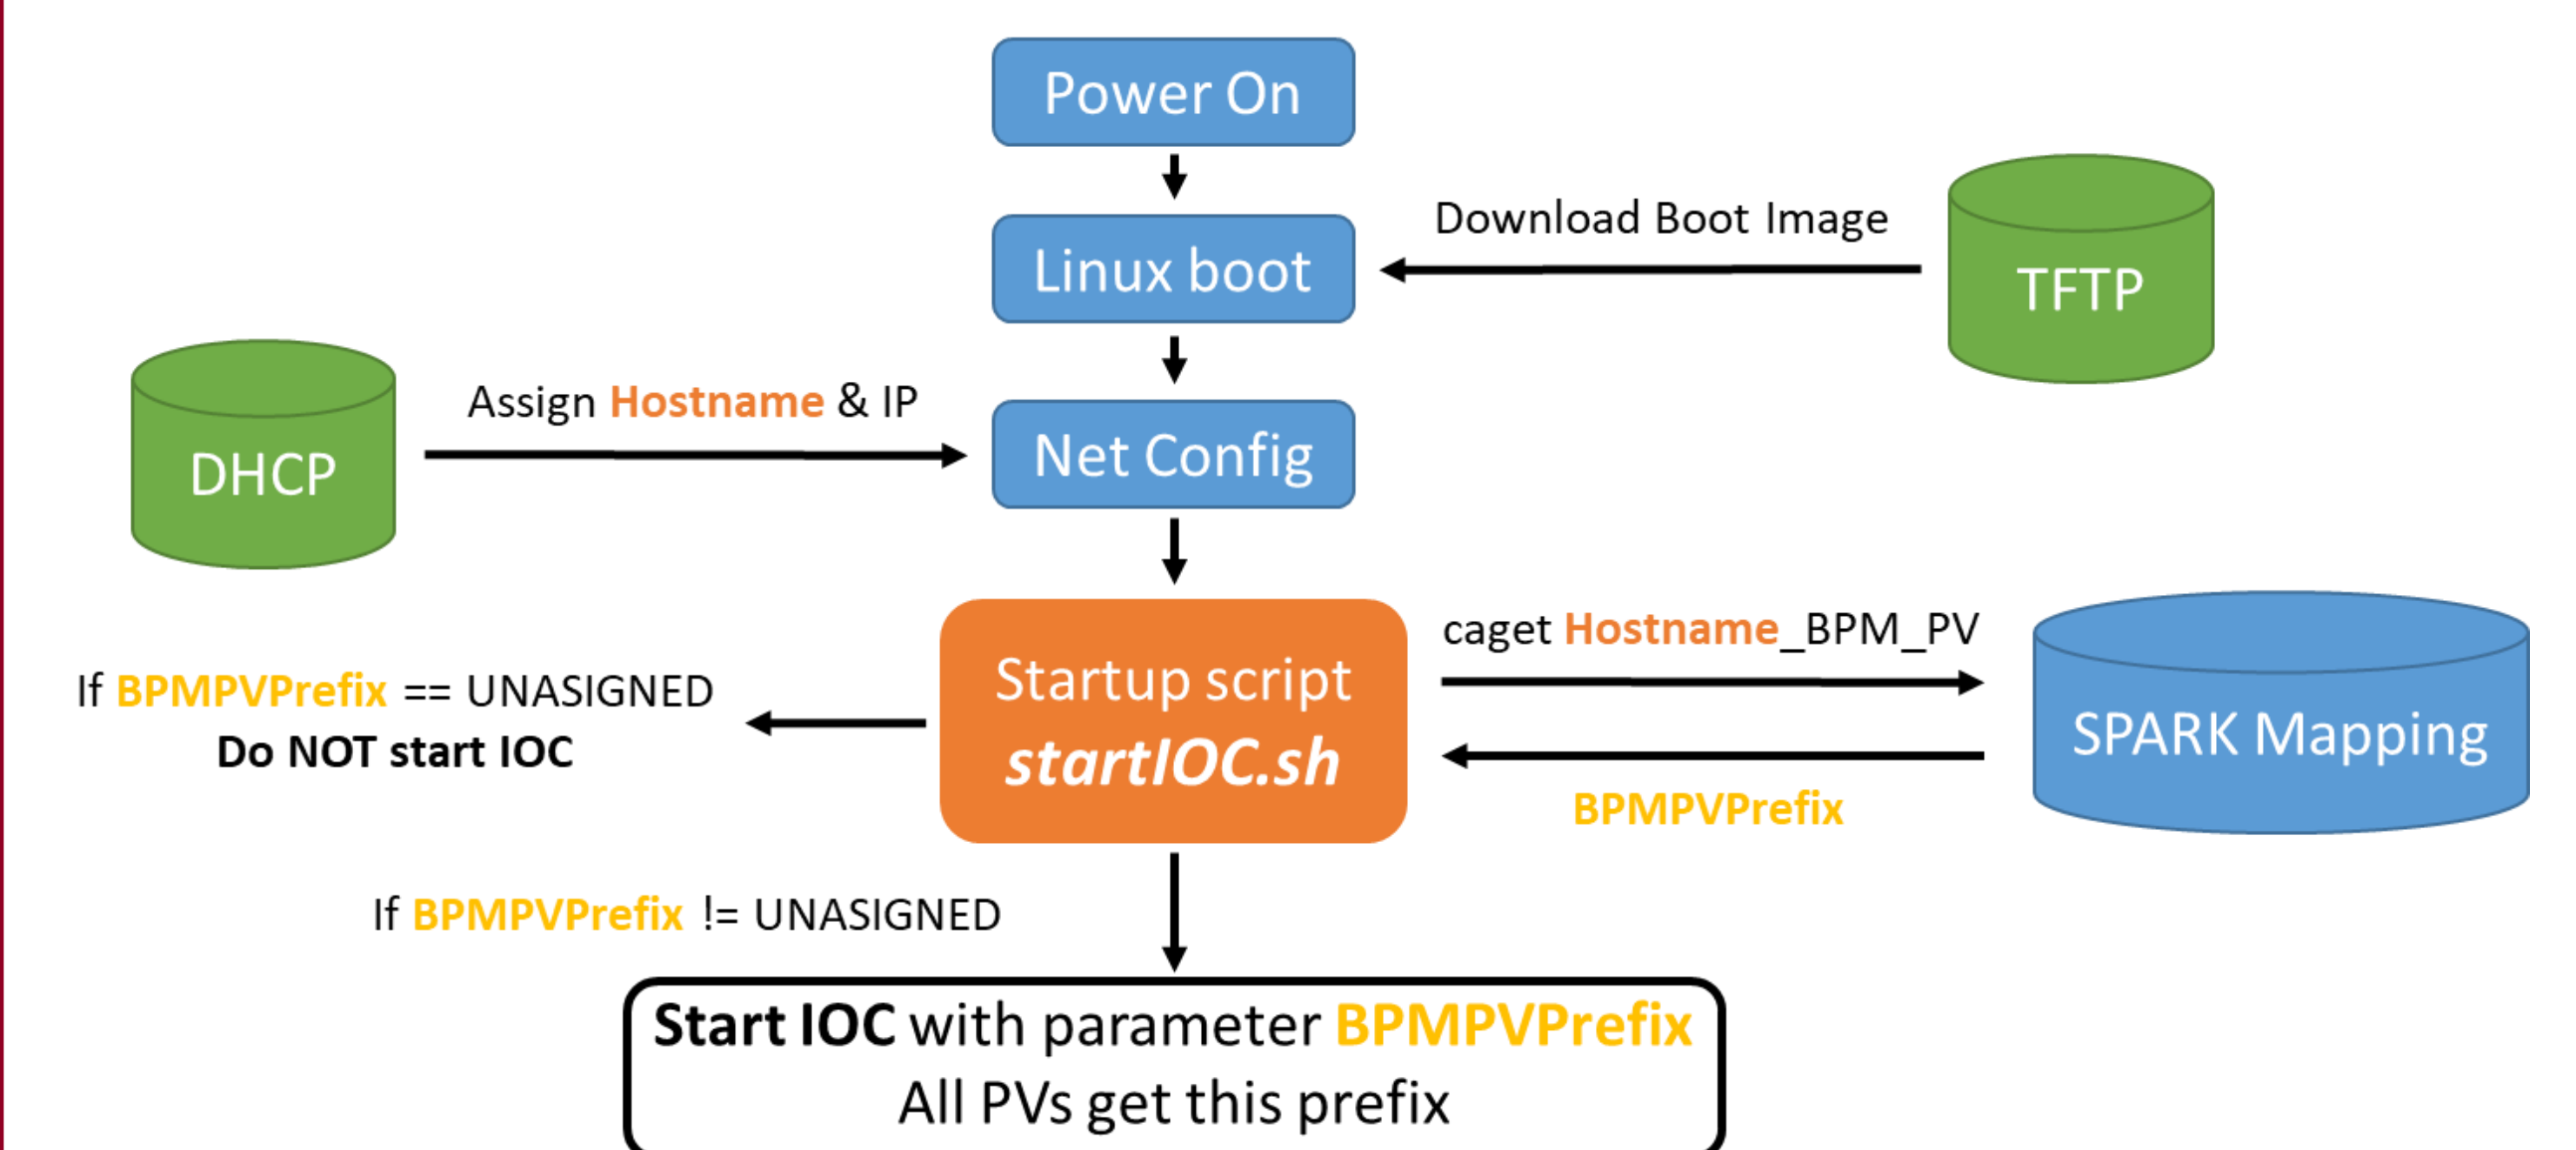 Power On
Download Boot Image
Linux boot
TFTP
Assign Hostname & IP
Net Config
DHCP
caget Hostname_BPM_PV
Startup script
startIOC.sh
If BPMPVPrefix == UNASIGNED
Do NOT start IOC
SPARK Mapping
BPMPVPrefix
If BPMPVPrefix != UNASIGNED
Start IOC with parameter BPMPVPrefix
All PVs get this prefix